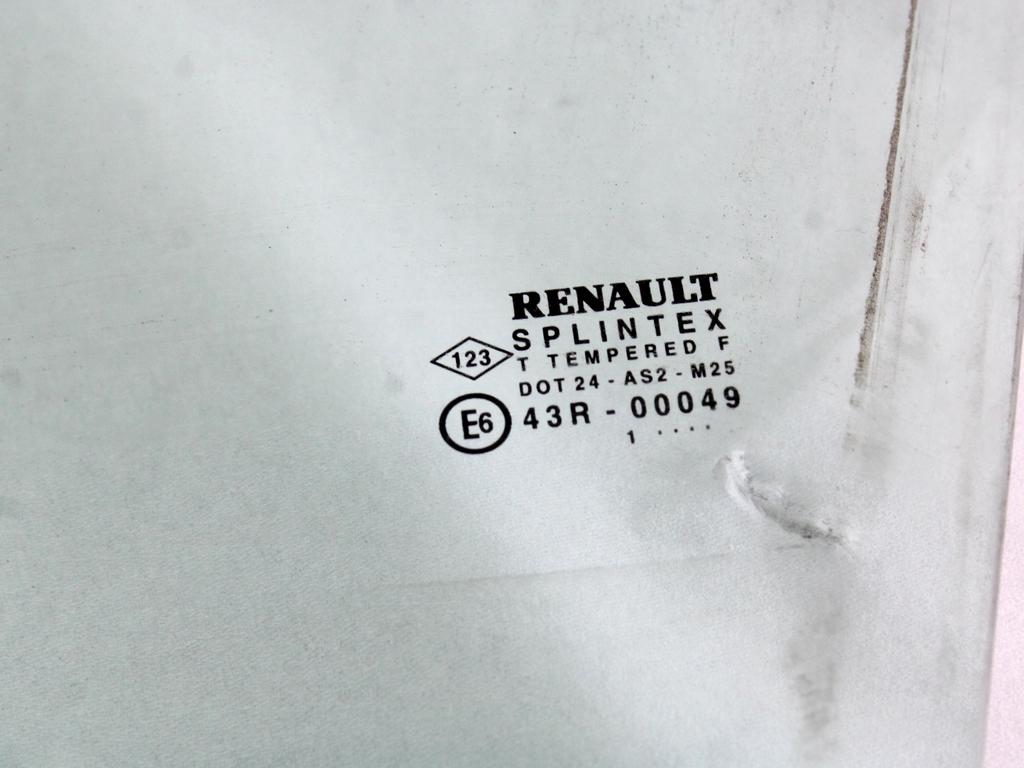 RENAULT
SPLINTEX
123
T TEMPERED F
DOT 24 - AS2 - M25
E6 43R - 00049
1 ....